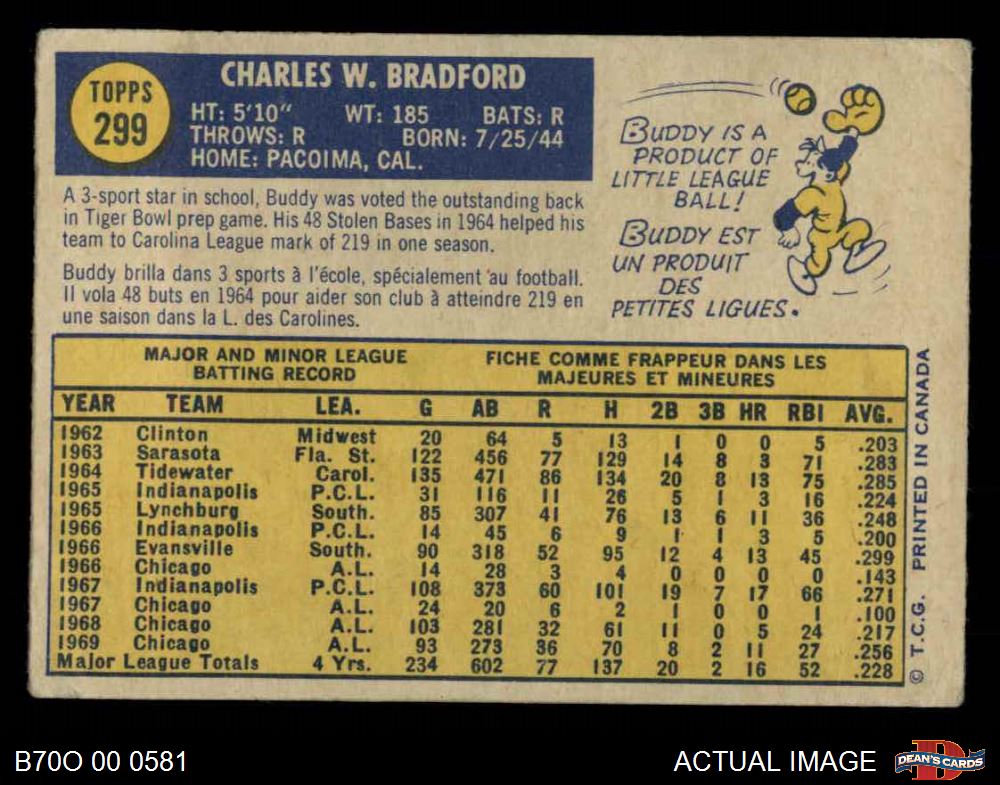 TOPPS
299
CHARLES W. BRADFORD
HT: 5'10" WT: 185 BATS: R
THROWS: R BORN: 7/25/44
HOME: PACOIMA, CAL.
A 3-sport star in school, Buddy was voted the outstanding back
in Tiger Bowl prep game. His 48 Stolen Bases in 1964 helped his
team to Carolina League mark of 219 in one season.
Buddy brilla dans 3 sports à l'école, spécialement au football.
Il vola 48 buts en 1964 pour aider son club à atteindre 219 en
une saison dans la L. des Carolines.
BUDDY IS A
PRODUCT OF
LITTLE LEAGUE
BALL!
BUDDY EST
UN PRODUIT
DES
PETITES LIGUES.
MAJOR AND MINOR LEAGUE
BATTING RECORD
FICHE COMME FRAPPEUR DANS LES
MAJEURES ET MINEURES
YEAR TEAM LEA. G AB R H 2B 3B HR RBI AVG.
1962 Clinton Midwest 20 64 5 13 1 0 0 5 .203
1963 Sarasota Fla. St. 122 456 77 129 14 8 3 71 .283
1964 Tidewater Carol. 135 471 86 134 20 8 13 75 .285
1965 Indianapolis P.C.L. 31 116 11 26 5 1 3 16 .224
1965 Lynchburg South. 85 307 41 76 13 6 11 36 .248
1966 Indianapolis P.C.L. 14 45 6 9 1 1 3 5 .200
1966 Evansville South. 90 318 52 95 12 4 13 45 .299
1966 Chicago A.L. 14 28 3 4 0 0 0 0 .143
1967 Indianapolis P.C.L. 108 373 60 101 19 7 17 66 .271
1967 Chicago A.L. 24 20 6 2 1 0 0 1 .100
1968 Chicago A.L. 103 281 32 61 11 0 5 24 .217
1969 Chicago A.L. 93 273 36 70 8 2 11 27 .256
Major League Totals 4 Yrs. 234 602 77 137 20 2 16 52 .228
© T.C.G. PRINTED IN CANADA
B70O 00 0581
ACTUAL IMAGE
DEAN'S CARDS